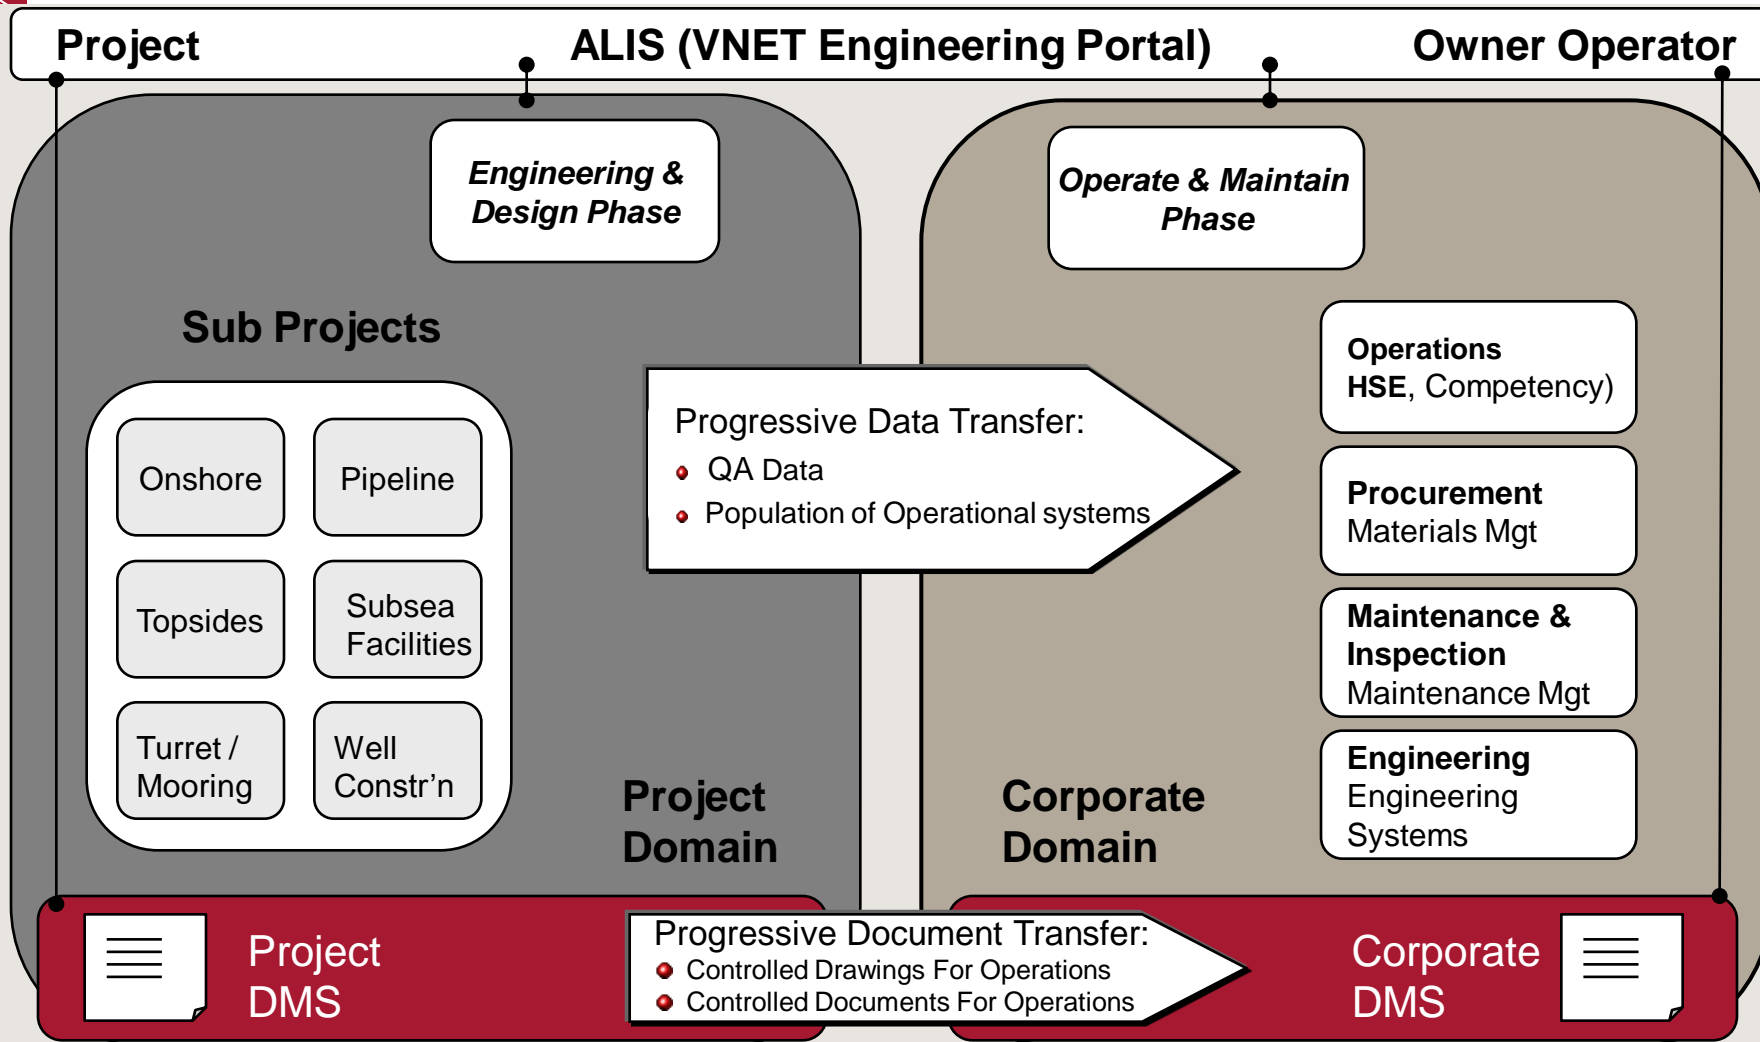 Project
ALIS (VNET Engineering Portal)
Owner Operator
Engineering &
Design Phase
Operate & Maintain
Phase
Sub Projects
Onshore
Pipeline
Topsides
Subsea
Facilities
Turret /
Mooring
Well
Constr’n
Progressive Data Transfer:
QA Data
Population of Operational systems
Operations
HSE, Competency)
Procurement
Materials Mgt
Maintenance &
Inspection
Maintenance Mgt
Engineering
Engineering
Systems
Project
Domain
Corporate
Domain
Project
DMS
Progressive Document Transfer:
Controlled Drawings For Operations
Controlled Documents For Operations
Corporate
DMS